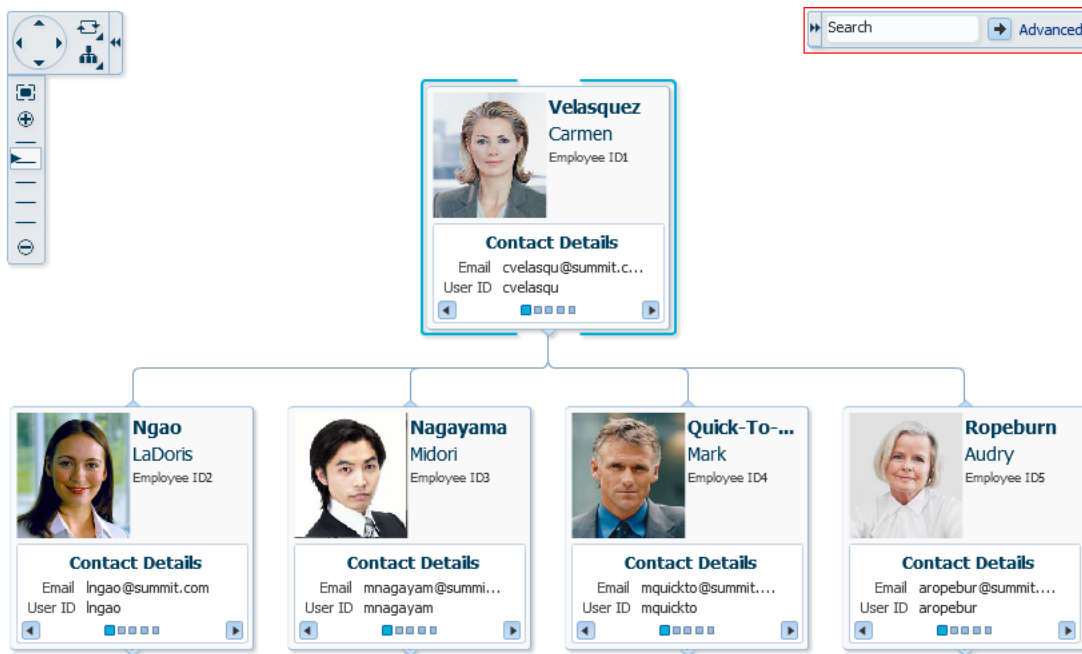 Search
Advanced
Velasquez
Carmen
Employee ID1
Contact Details
Email cvelasqu@summit.c...
User ID cvelasqu
Ngao
LaDoris
Employee ID2
Contact Details
Email lngao@summit.com
User ID lngao
Nagayama
Midori
Employee ID3
Contact Details
Email mnagayam@summi...
User ID mnagayam
Quick-To-...
Mark
Employee ID4
Contact Details
Email mquickto@summit....
User ID mquickto
Ropeburn
Audry
Employee ID5
Contact Details
Email aropebur@summit....
User ID aropebur